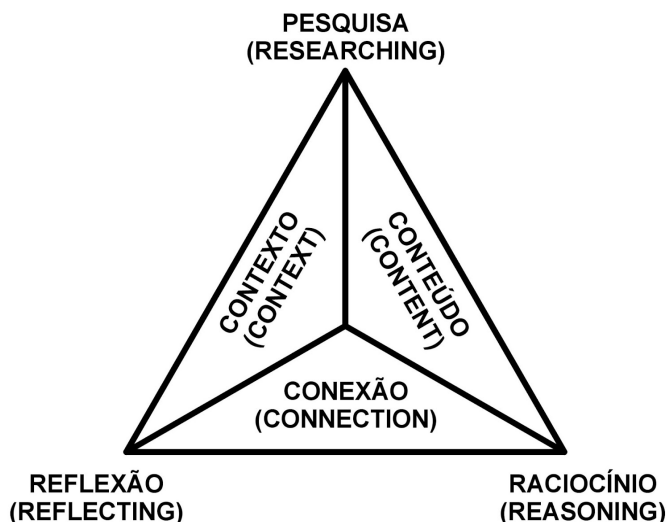 PESQUISA
(RESEARCHING)
CONTEXTO
(CONTEXT)
CONTEÚDO
(CONTENT)
CONEXÃO
(CONNECTION)
REFLEXÃO
(REFLECTING)
RACIOCÍNIO
(REASONING)